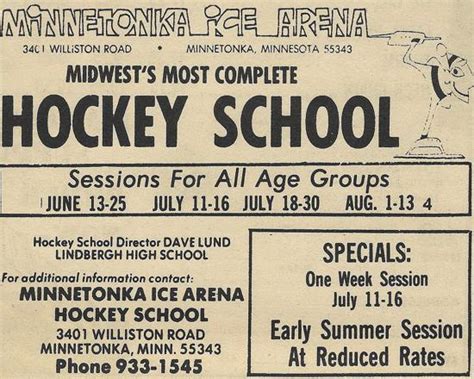 MINNETONKA ICE ARENA
3401 WILLISTON ROAD • MINNETONKA, MINNESOTA 55343
MIDWEST'S MOST COMPLETE
HOCKEY SCHOOL
Sessions For All Age Groups
JUNE 13-25 JULY 11-16 JULY 18-30 AUG. 1-13 4
Hockey School Director DAVE LUND
LINDBERGH HIGH SCHOOL
For additional information contact:
MINNETONKA ICE ARENA
HOCKEY SCHOOL
3401 WILLISTON ROAD
MINNETONKA, MINN. 55343
Phone 933-1545
SPECIALS:
One Week Session
July 11-16
Early Summer Session
At Reduced Rates